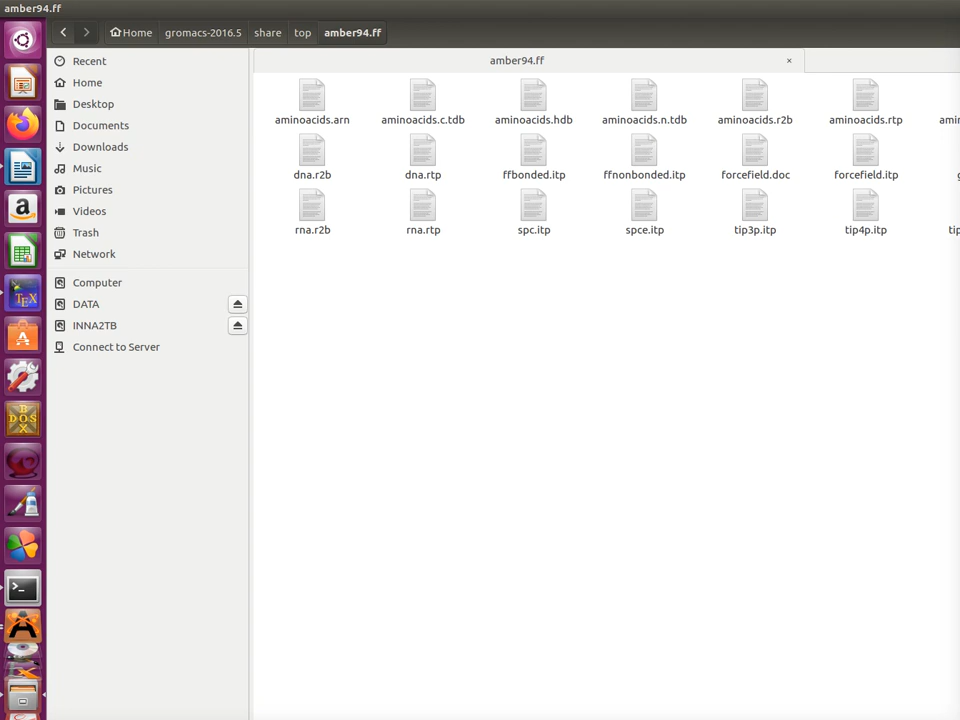 amber94.ff
Home gromacs-2016.5 share top amber94.ff
Recent
Home
Desktop
Documents
Downloads
Music
Pictures
Videos
Trash
Network
Computer
DATA
INNA2TB
Connect to Server
amber94.ff
aminoacids.arn aminoacids.c.tdb aminoacids.hdb aminoacids.n.tdb aminoacids.r2b aminoacids.rtp
dna.r2b dna.rtp ffbonded.itp ffnonbonded.itp forcefield.doc forcefield.itp
rna.r2b rna.rtp spc.itp spce.itp tip3p.itp tip4p.itp